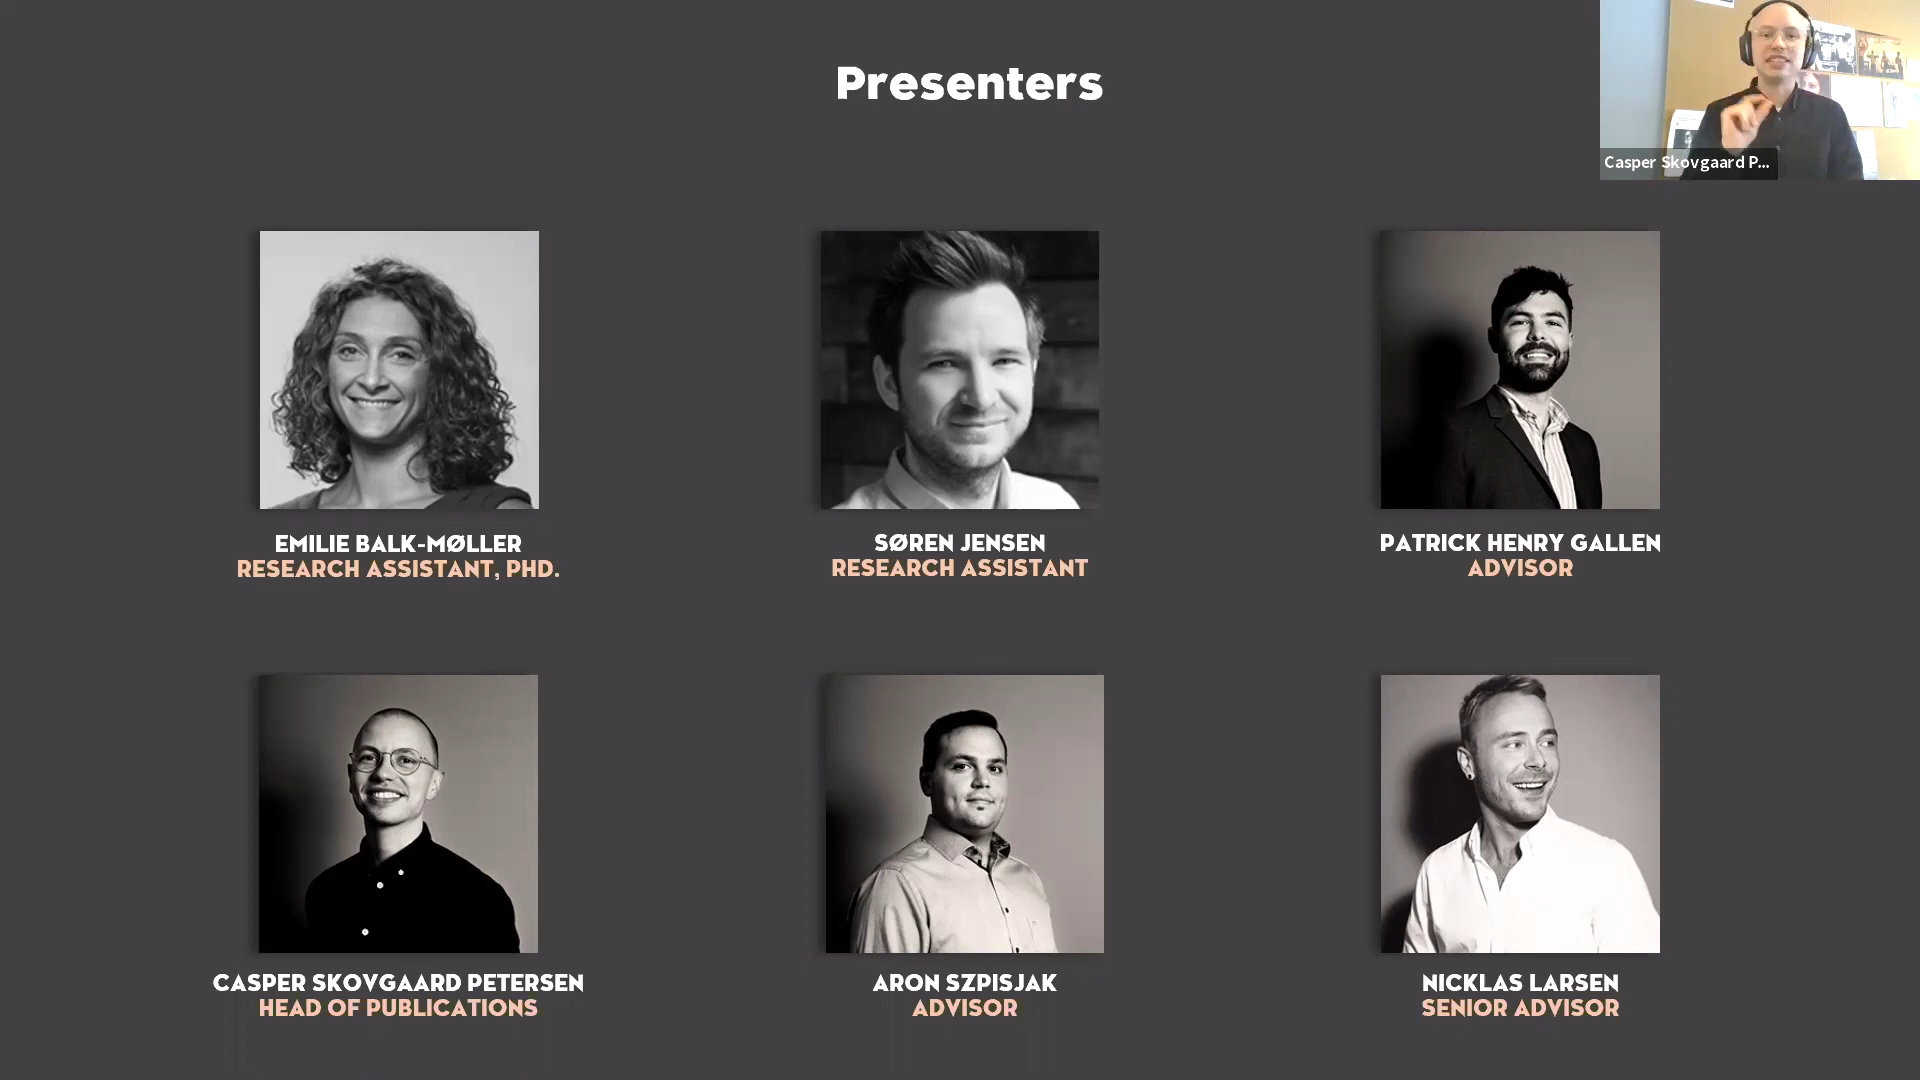 Presenters
Casper Skovgaard P...
EMILIE BALK-MØLLER
RESEARCH ASSISTANT, PHD.
SØREN JENSEN
RESEARCH ASSISTANT
PATRICK HENRY GALLEN
ADVISOR
CASPER SKOVGAARD PETERSEN
HEAD OF PUBLICATIONS
ARON SZPISJAK
ADVISOR
NICKLAS LARSEN
SENIOR ADVISOR